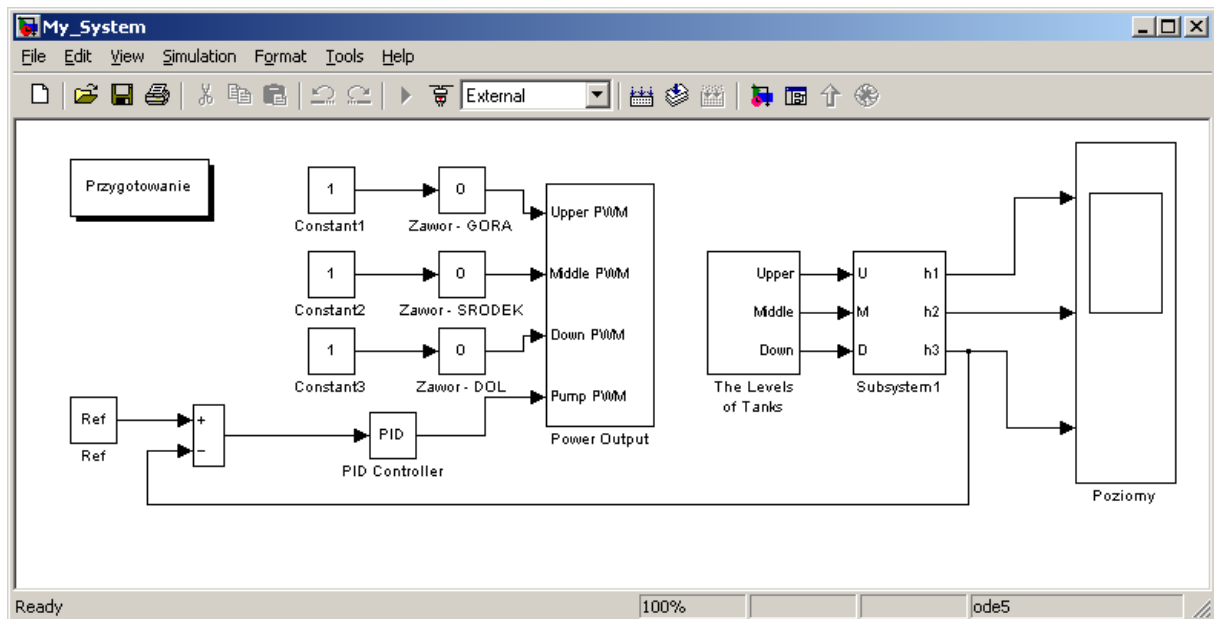 My_System
File Edit View Simulation Format Tools Help
External
Przygotowanie
1
Constant1
0
Zawor - GORA
1
Constant2
0
Zawor - SRODEK
1
Constant3
0
Zawor - DOL
Ref
Ref
+
−
PID
PID Controller
Upper PWM
Middle PWM
Down PWM
Pump PWM
Power Output
Upper
Middle
Down
The Levels
of Tanks
U h1
M h2
D h3
Subsystem1
Poziomy
Ready 100% ode5